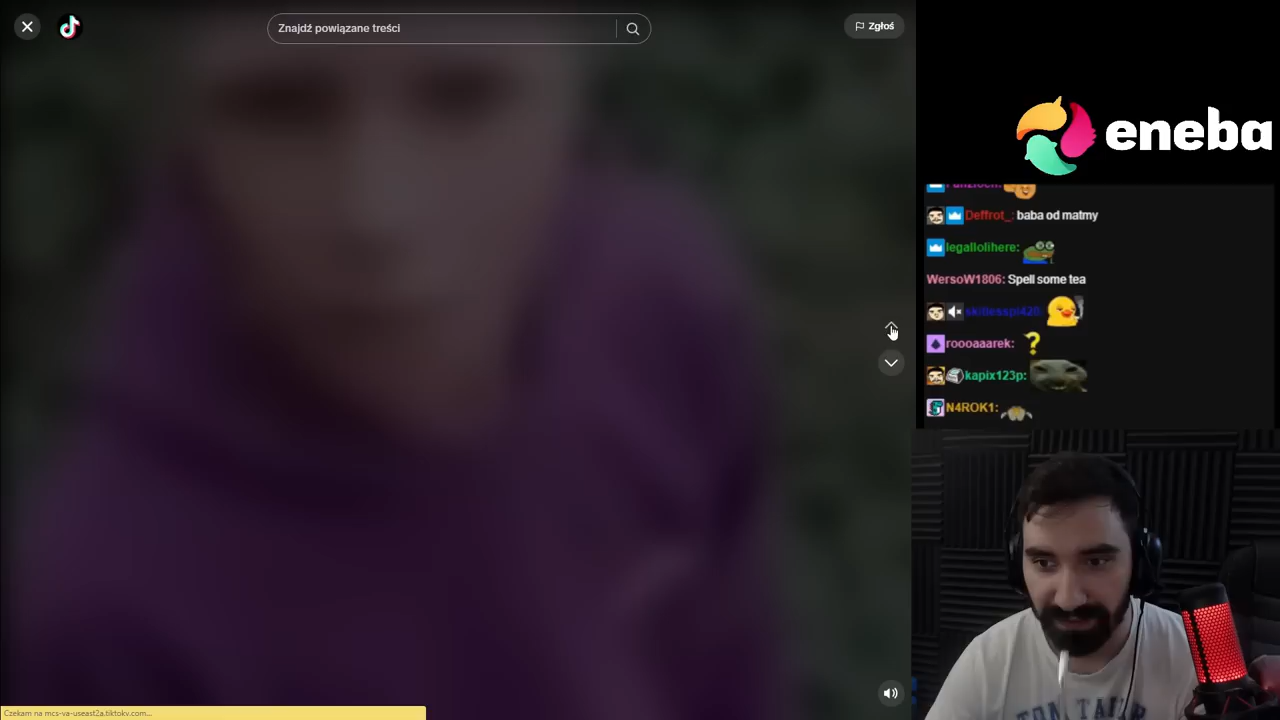 Znajdź powiązane treści
Zgłoś
eneba
Deffrot_: baba od matmy
legallolihere:
WersoW1806: Spell some tea
roooaaarek:
kapix123p:
N4ROK1:
Czekam na mcs-va-useast2a.tiktokv.com...